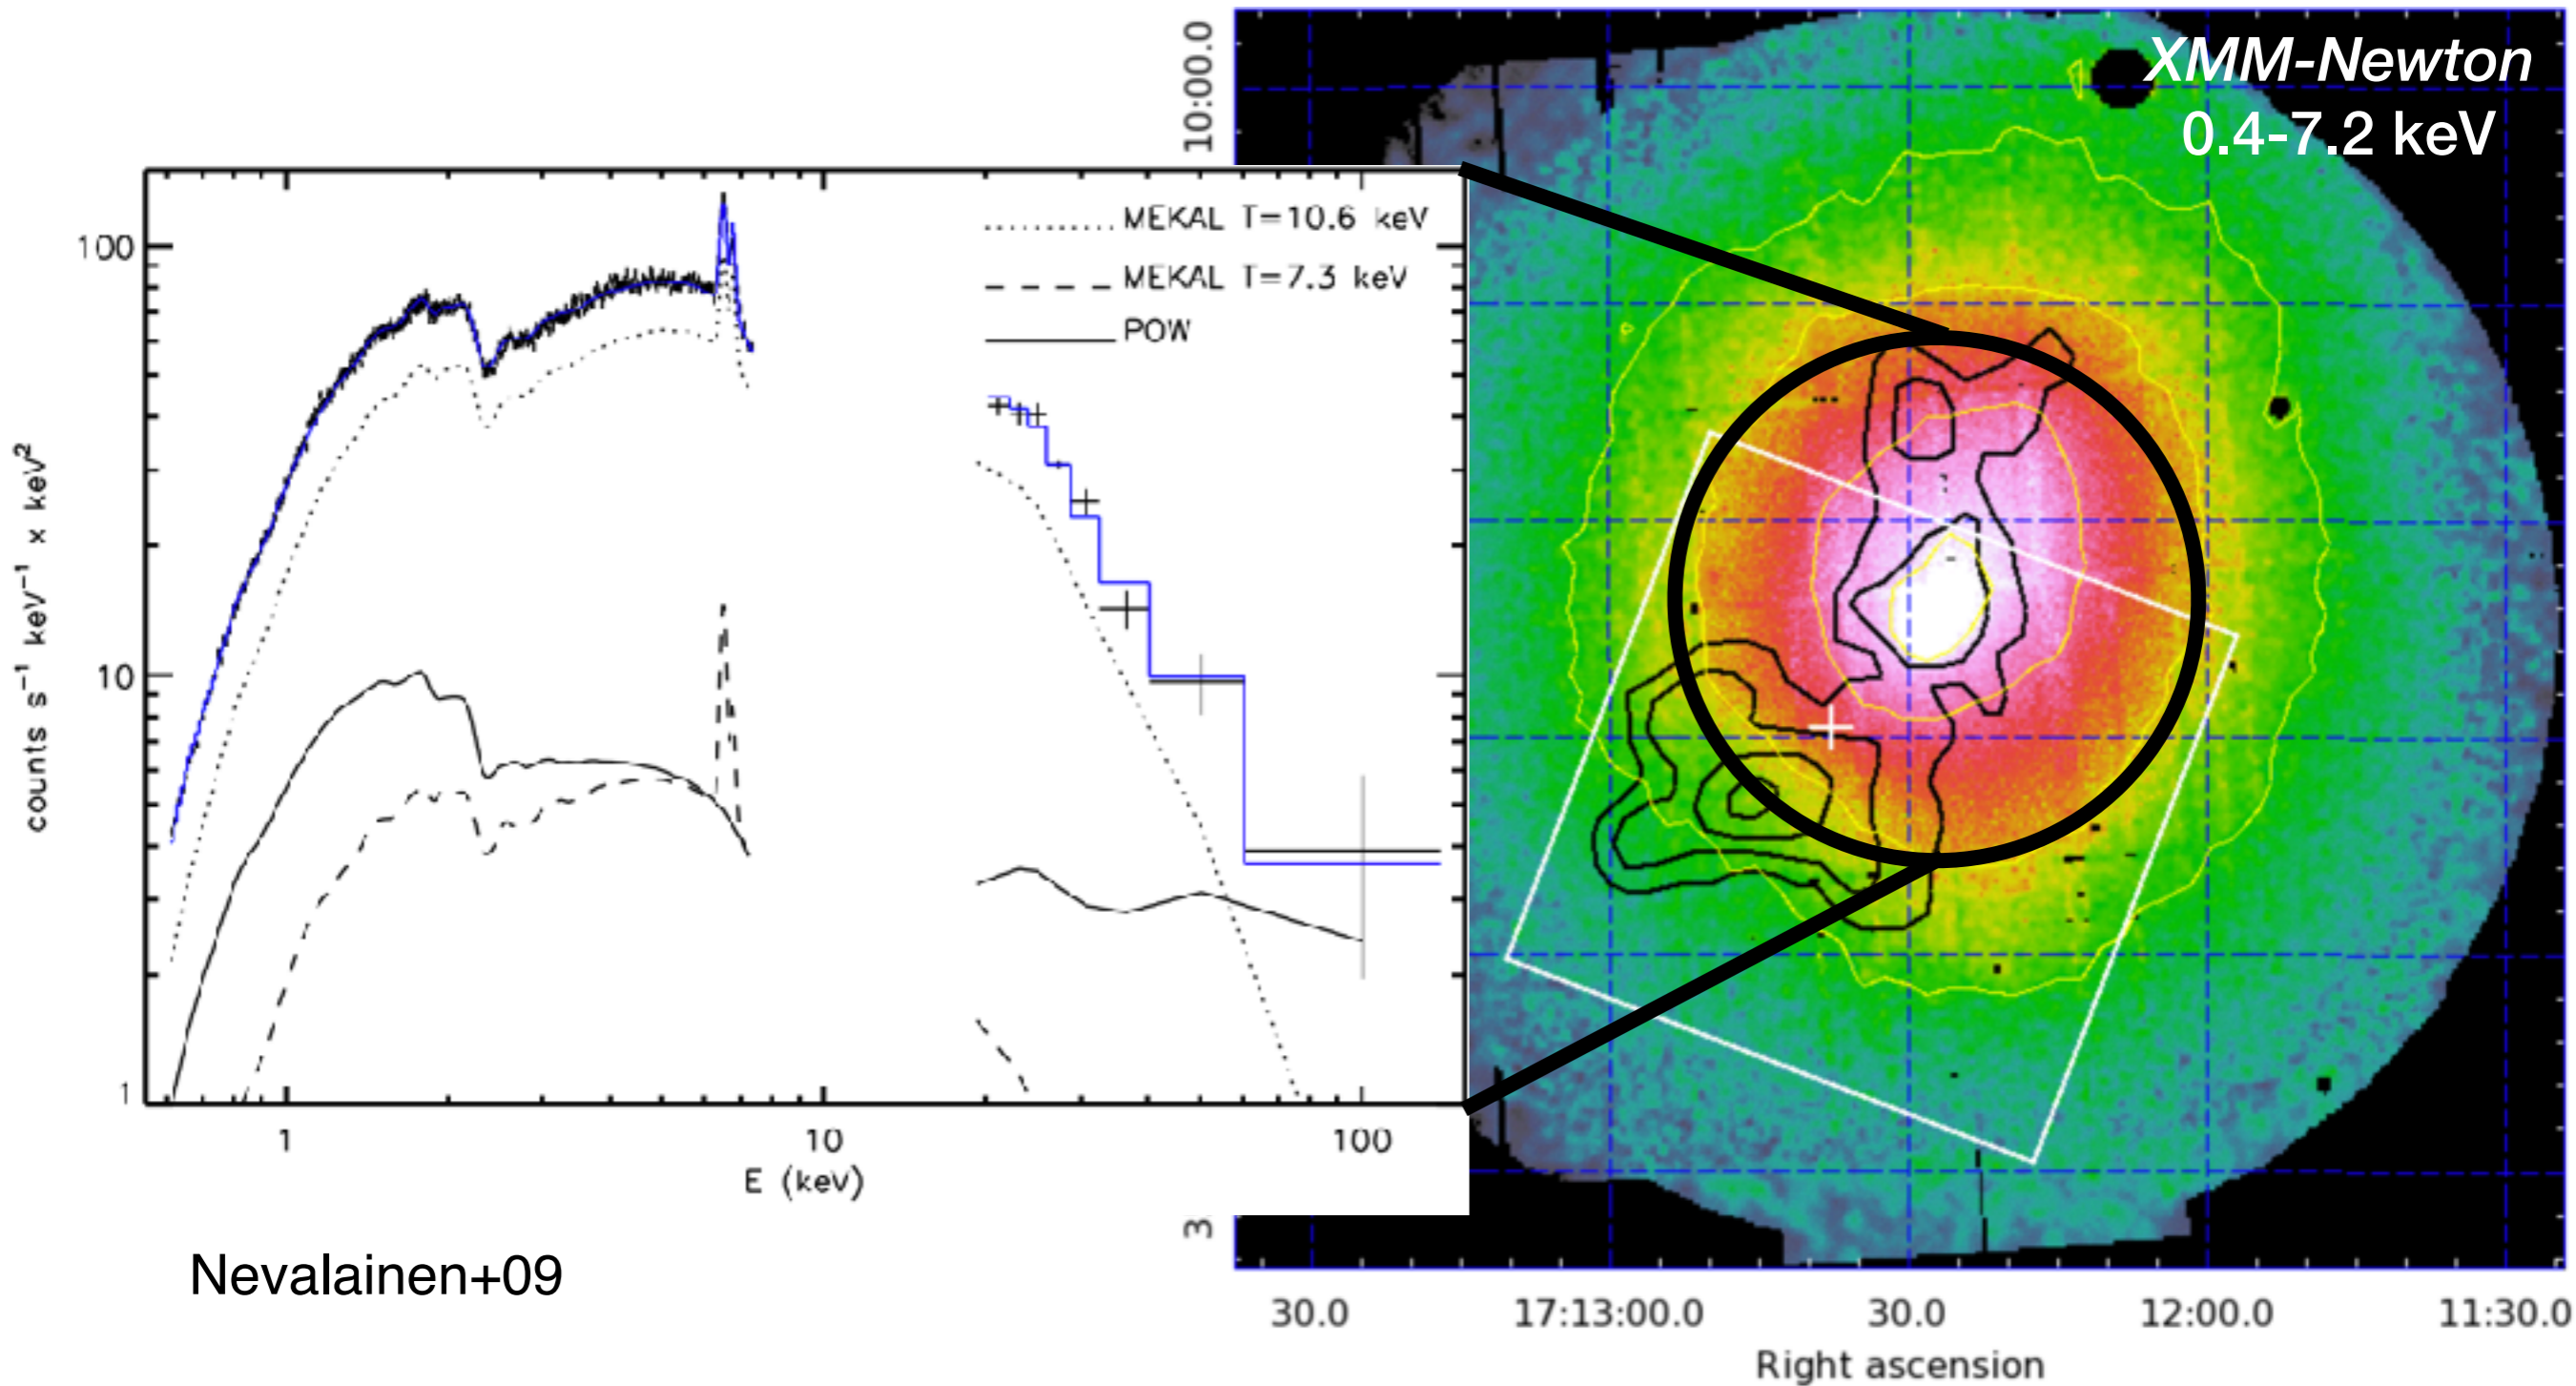 XMM-Newton
0.4-7.2 keV
10:00.0
MEKAL T=10.6 keV
MEKAL T=7.3 keV
POW
100
10
1
counts s⁻¹ keV⁻¹ x keV²
1 10 100
E (keV)
3
Nevalainen+09
30.0 17:13:00.0 30.0 12:00.0 11:30.0
Right ascension